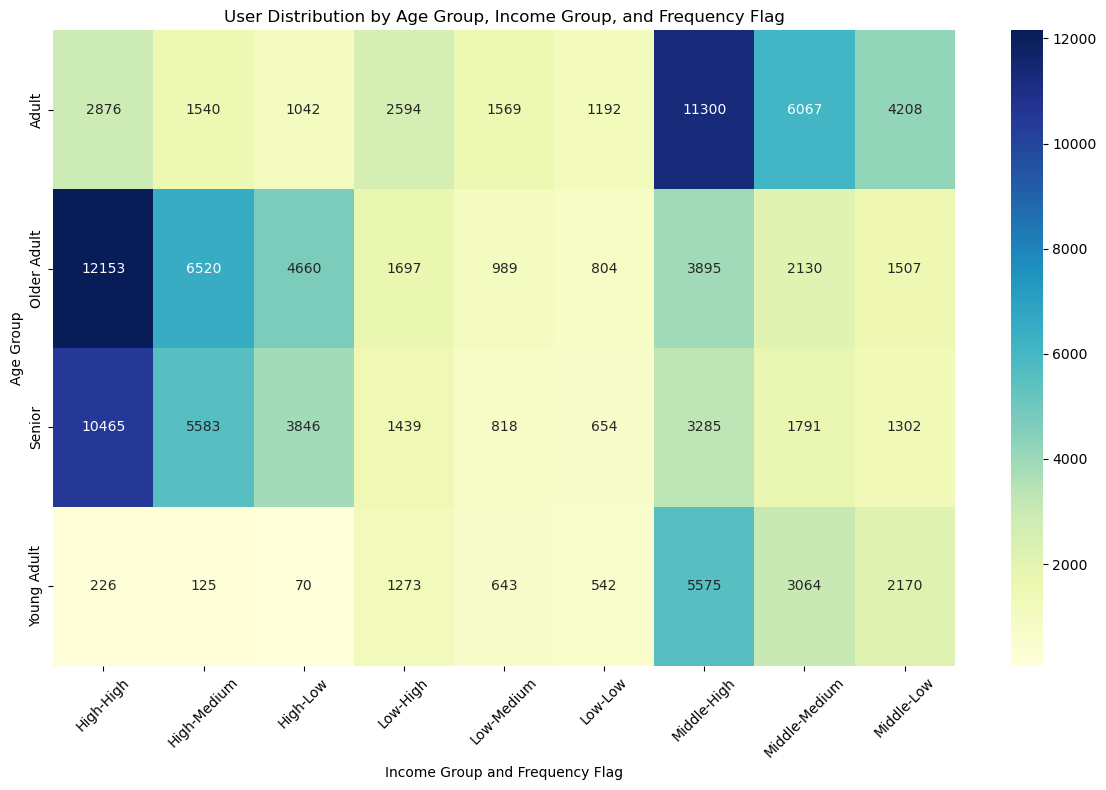 User Distribution by Age Group, Income Group, and Frequency Flag
Age Group
Adult 2876 1540 1042 2594 1569 1192 11300 6067 4208
Older Adult 12153 6520 4660 1697 989 804 3895 2130 1507
Senior 10465 5583 3846 1439 818 654 3285 1791 1302
Young Adult 226 125 70 1273 643 542 5575 3064 2170
High-High High-Medium High-Low Low-High Low-Medium Low-Low Middle-High Middle-Medium Middle-Low
Income Group and Frequency Flag
12000
10000
8000
6000
4000
2000